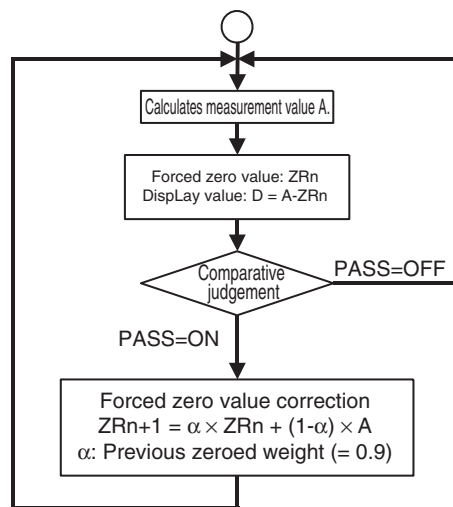 Calculates measurement value A.
Forced zero value: ZRn
DispLay value: D = A-ZRn
Comparative
judgement
PASS=OFF
PASS=ON
Forced zero value correction
ZRn+1 = α × ZRn + (1-α) × A
α: Previous zeroed weight (= 0.9)